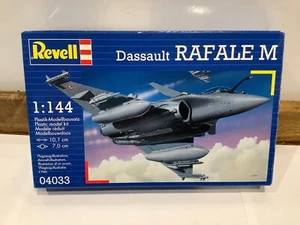 Revell
Dassault RAFALE M
1:144
Plastik-Modellbausatz
Plastic model kit
Modèle réduit
Modelbouwdoos
10,1 cm
7,0 cm
04033